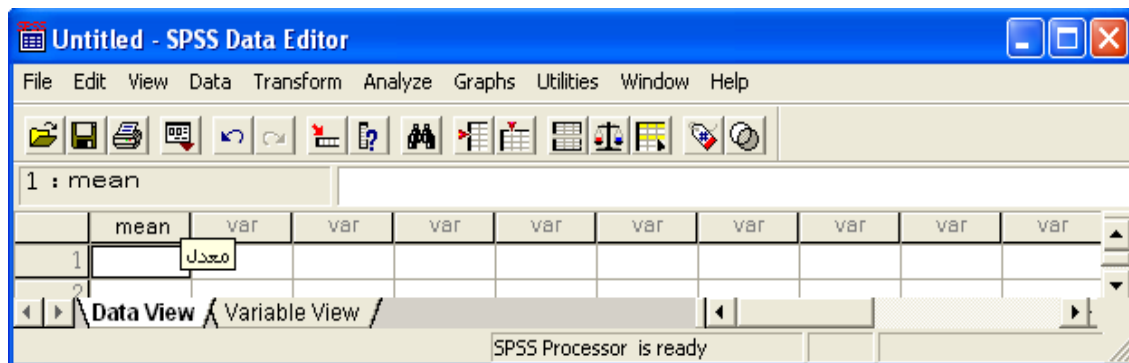 SPSS
Untitled - SPSS Data Editor
File Edit View Data Transform Analyze Graphs Utilities Window Help
1 : mean
mean var var var var var var var var var
معدل
1
2
Data View Variable View
SPSS Processor is ready